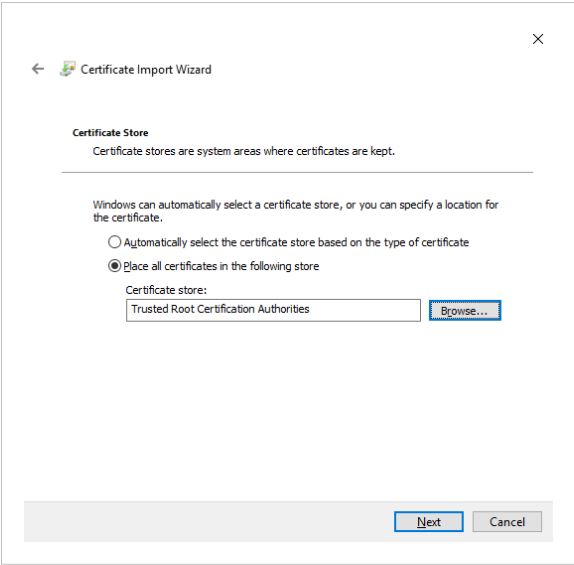 Certificate Import Wizard
Certificate Store
Certificate stores are system areas where certificates are kept.
Windows can automatically select a certificate store, or you can specify a location for
the certificate.
Automatically select the certificate store based on the type of certificate
Place all certificates in the following store
Certificate store:
Trusted Root Certification Authorities
Browse...
Next
Cancel